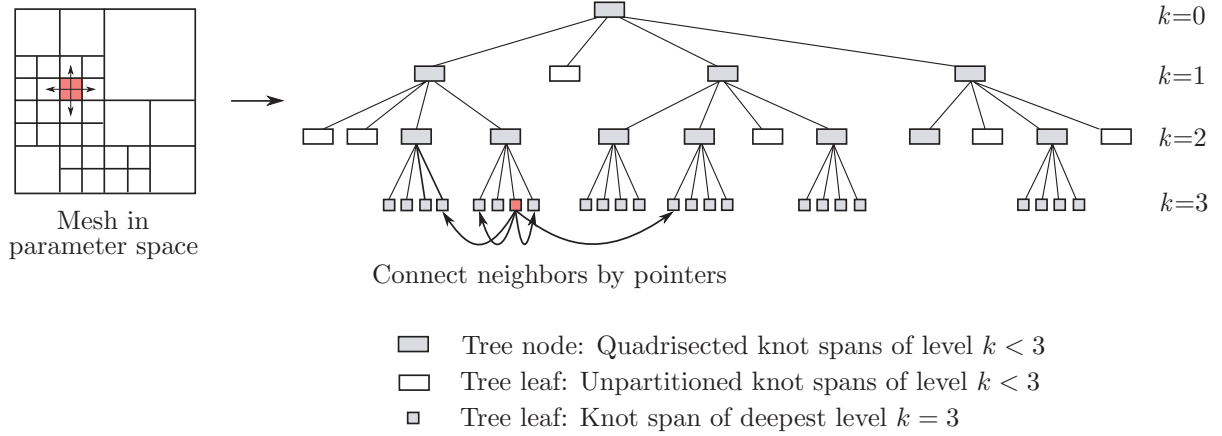 k=0
k=1
k=2
k=3
Mesh in
parameter space
Connect neighbors by pointers
Tree node: Quadrisected knot spans of level k < 3
Tree leaf: Unpartitioned knot spans of level k < 3
Tree leaf: Knot span of deepest level k = 3